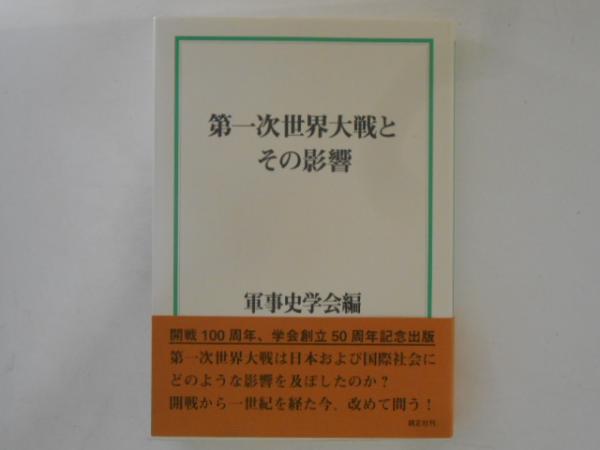 第一次世界大戦と
その影響
軍事史学会編
開戦100周年、学会創立50周年記念出版
第一次世界大戦は日本および国際社会に
どのような影響を及ぼしたのか？
開戦から一世紀を経た今、改めて問う！
錦正社刊